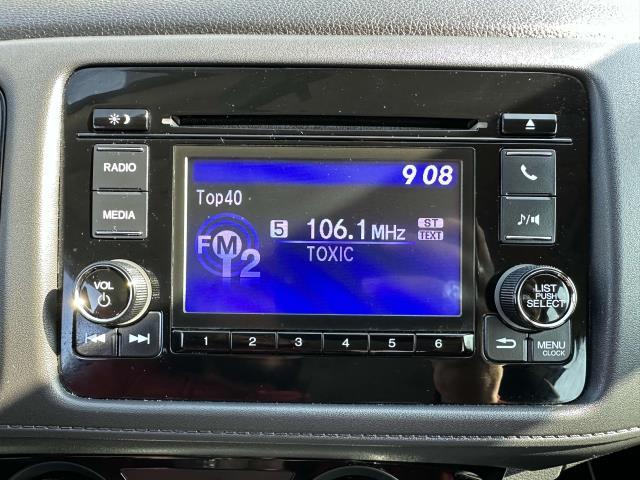 RADIO
MEDIA
VOL
9 08
Top40
5 106.1 MHz ST
TEXT
FM 2
TOXIC
LIST
PUSH
SELECT
1 2 3 4 5 6
MENU
CLOCK